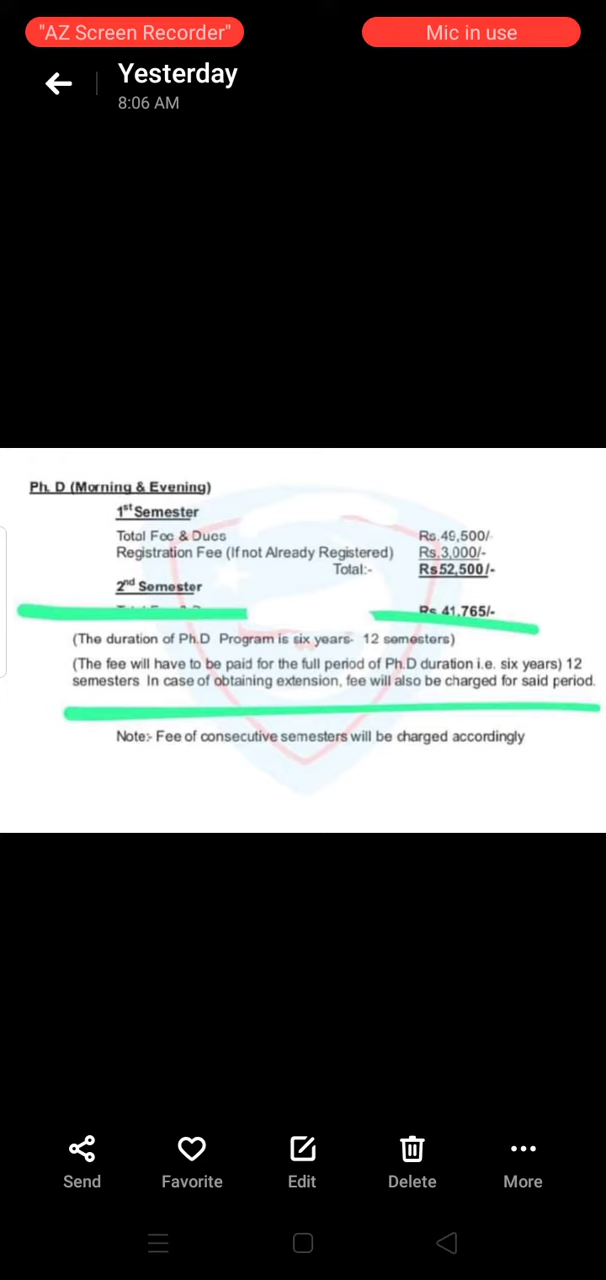 "AZ Screen Recorder"
Mic in use
Yesterday
8:06 AM
Ph. D (Morning & Evening)
1st Semester
Total Fee & Dues Rs.49,500/-
Registration Fee (If not Already Registered) Rs.3,000/-
Total:- Rs52,500/-
2nd Semester
Rs 41,765/-
(The duration of Ph.D Program is six years- 12 semesters)
(The fee will have to be paid for the full period of Ph.D duration i.e. six years) 12
semesters In case of obtaining extension, fee will also be charged for said period.
Note:- Fee of consecutive semesters will be charged accordingly
Send
Favorite
Edit
Delete
More